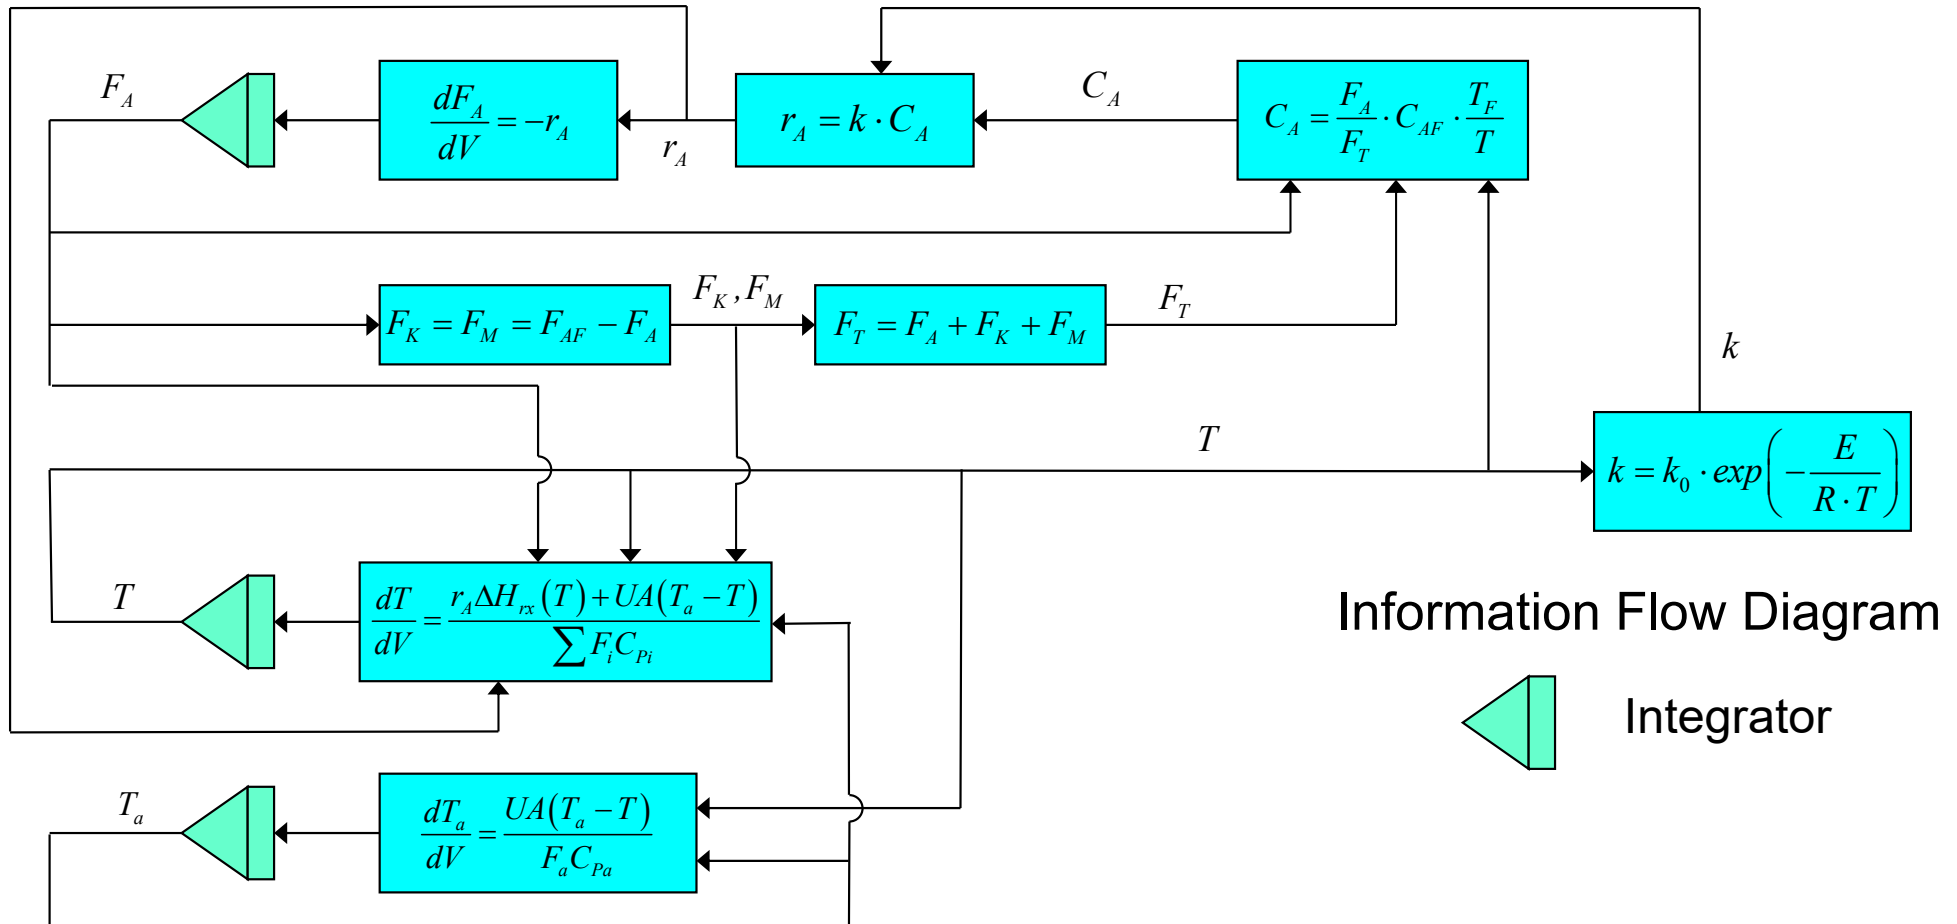 F_A
dF_A/dV = −r_A
r_A
r_A = k · C_A
C_A
C_A = F_A/F_T · C_AF · T_F/T
F_K = F_M = F_AF − F_A
F_K, F_M
F_T = F_A + F_K + F_M
F_T
k
T
k = k_0 · exp(−E/(R · T))
T
dT/dV = (r_A ΔH_rx(T) + UA(T_a − T))/(∑ F_i C_Pi)
Information Flow Diagram
Integrator
T_a
dT_a/dV = UA(T_a − T)/(F_a C_Pa)